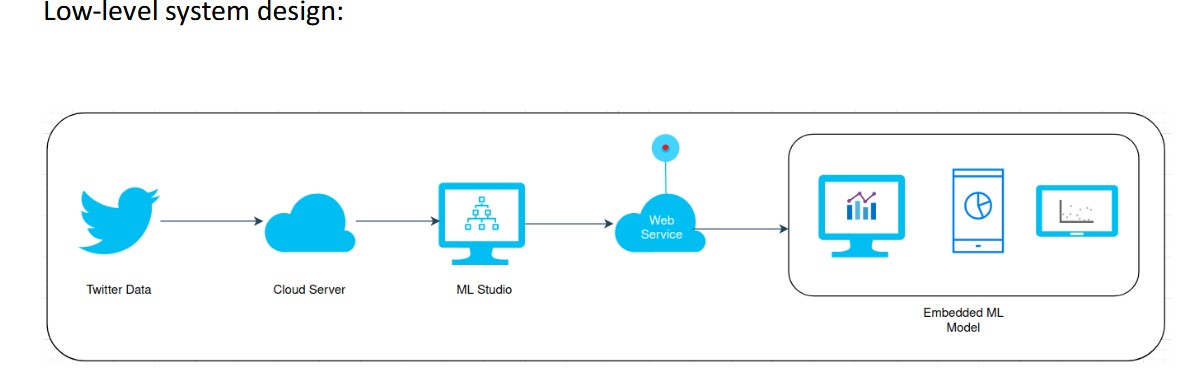 Low-level system design:
Web
Service
Twitter Data
Cloud Server
ML Studio
Embedded ML
Model